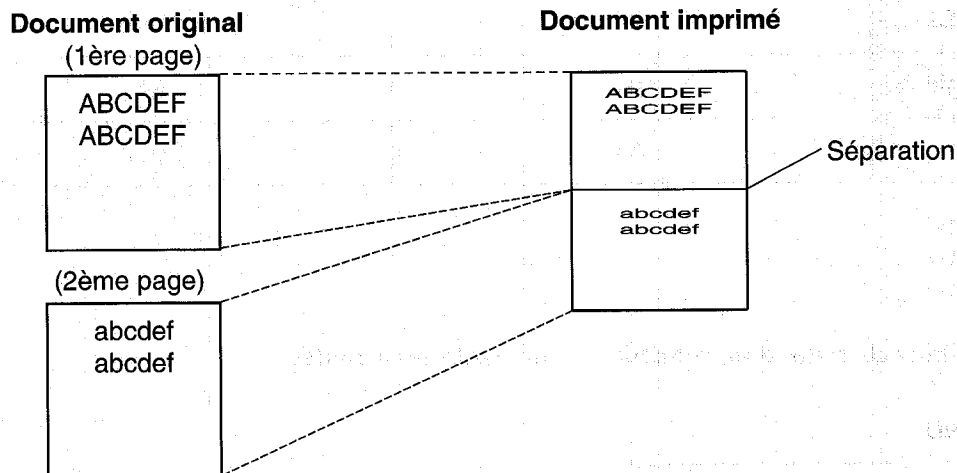 Document original
(1ère page)
ABCDEF
ABCDEF
(2ème page)
abcdef
abcdef
Document imprimé
ABCDEF
ABCDEF
Séparation
abcdef
abcdef